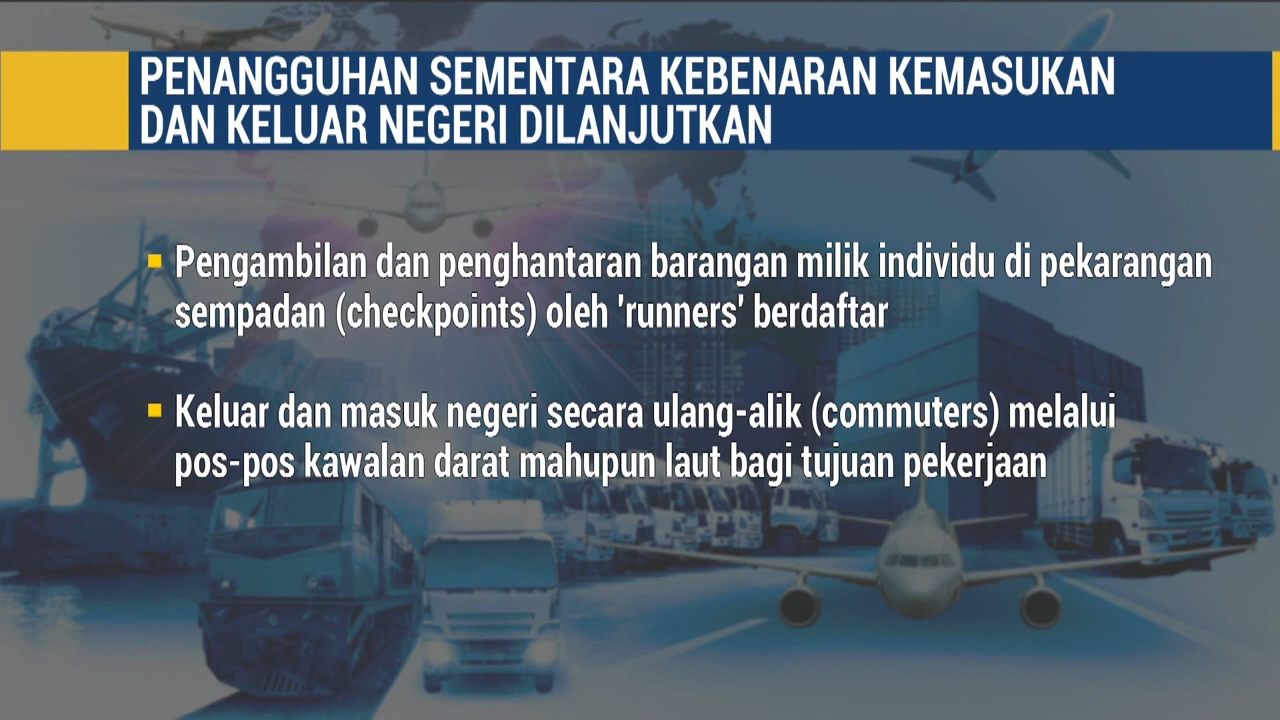 PENANGGUHAN SEMENTARA KEBENARAN KEMASUKAN
DAN KELUAR NEGERI DILANJUTKAN
Pengambilan dan penghantaran barangan milik individu di pekarangan
sempadan (checkpoints) oleh 'runners' berdaftar
Keluar dan masuk negeri secara ulang-alik (commuters) melalui
pos-pos kawalan darat mahupun laut bagi tujuan pekerjaan